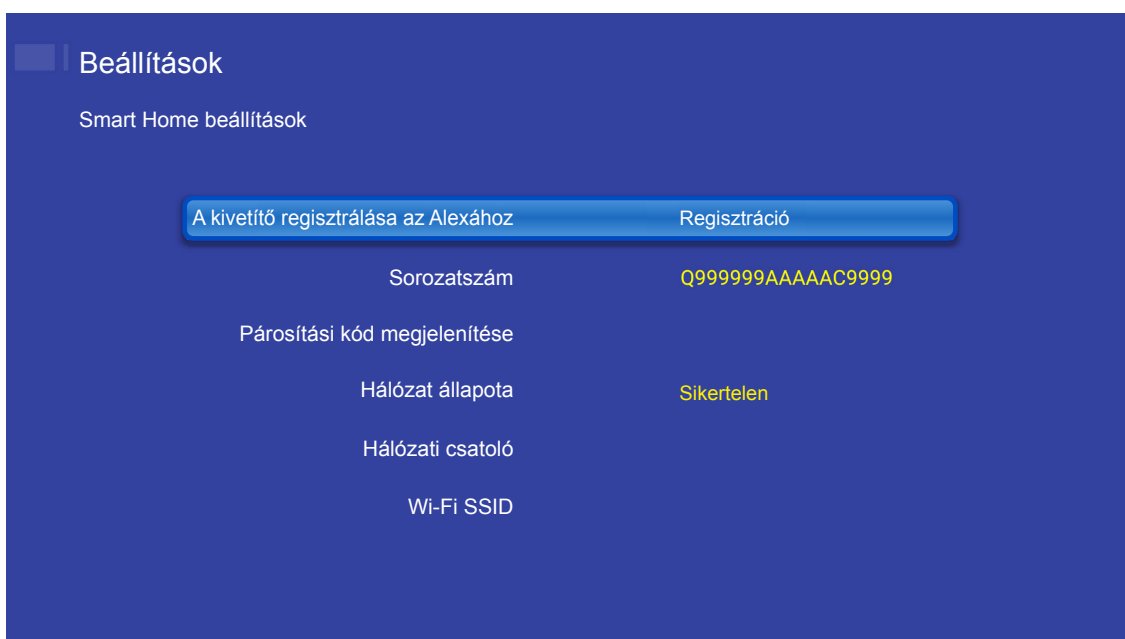 Beállítások
Smart Home beállítások
A kivetítő regisztrálása az Alexához Regisztráció
Sorozatszám Q999999AAAAAC9999
Párosítási kód megjelenítése
Hálózat állapota Sikertelen
Hálózati csatoló
Wi-Fi SSID